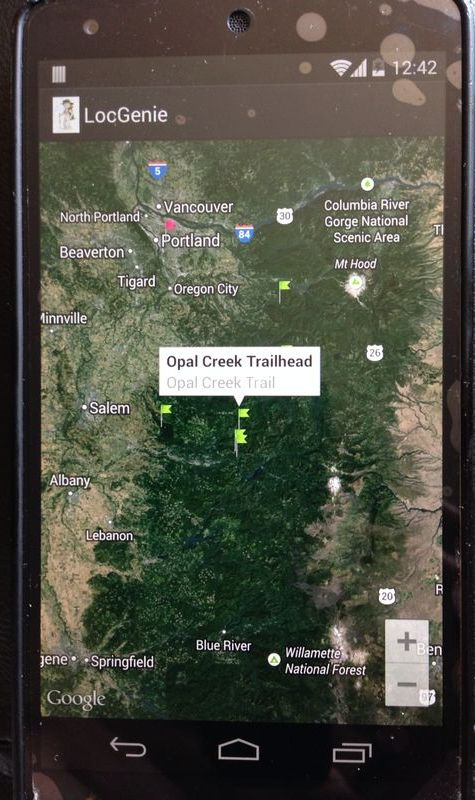 12:42
LocGenie
5
Vancouver
North Portland
30
Columbia River
Gorge National
Scenic Area
Th
84
Portland
Beaverton
Mt Hood
Tigard
Oregon City
Minnville
26
Opal Creek Trailhead
Opal Creek Trail
Salem
Albany
Lebanon
20
R
Blue River
Willamette
National Forest
+
Ben
gene
Springfield
−
97
Google